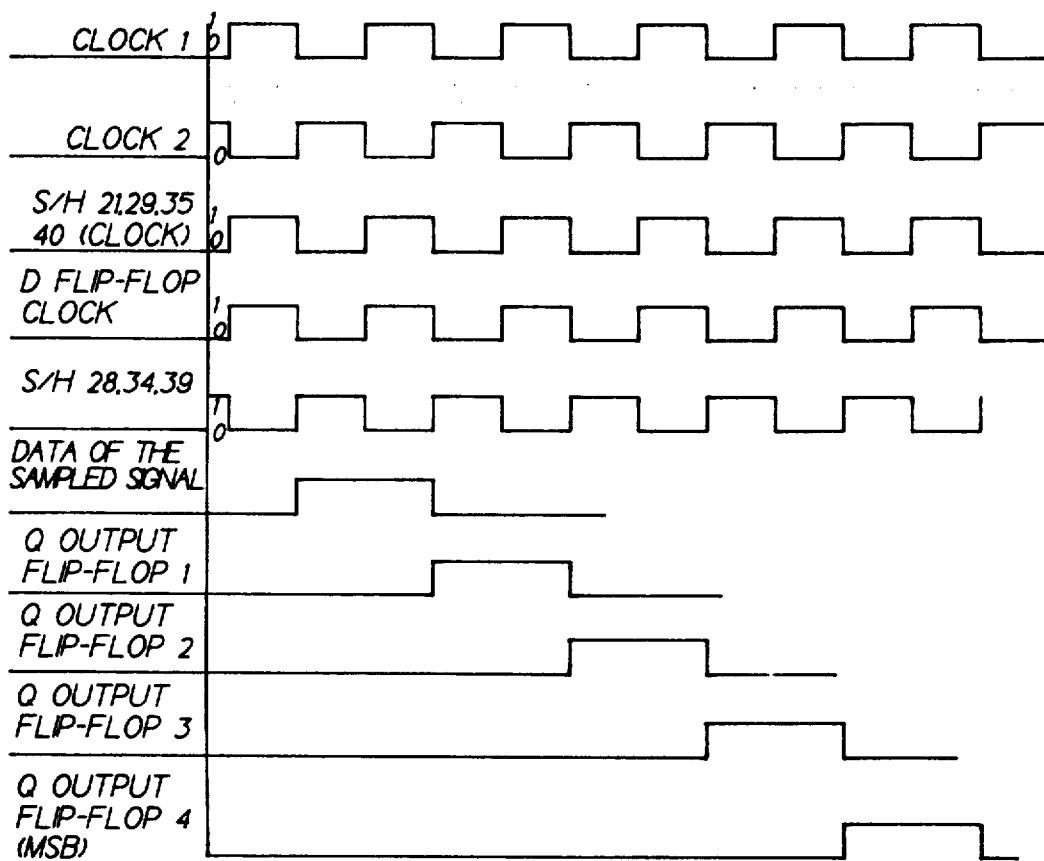 CLOCK 1
1
0
CLOCK 2
0
S/H 21,29,35
40 (CLOCK)
1
0
D FLIP-FLOP
CLOCK
1
0
S/H 28,34,39
1
0
DATA OF THE
SAMPLED SIGNAL
Q OUTPUT
FLIP-FLOP 1
Q OUTPUT
FLIP-FLOP 2
Q OUTPUT
FLIP-FLOP 3
Q OUTPUT
FLIP-FLOP 4
(MSB)